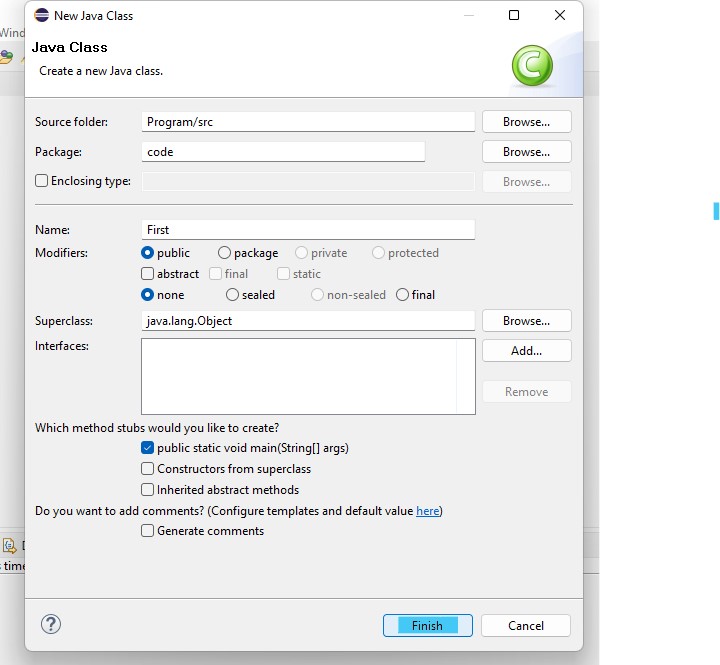 New Java Class
Wind
Java Class
Create a new Java class.
Source folder: Program/src Browse...
Package: code Browse...
Enclosing type: Browse...
Name: First
Modifiers: public package private protected
abstract final static
none sealed non-sealed final
Superclass: java.lang.Object Browse...
Interfaces: Add...
Remove
Which method stubs would you like to create?
public static void main(String[] args)
Constructors from superclass
Inherited abstract methods
Do you want to add comments? (Configure templates and default value here)
Generate comments
time
? Finish Cancel